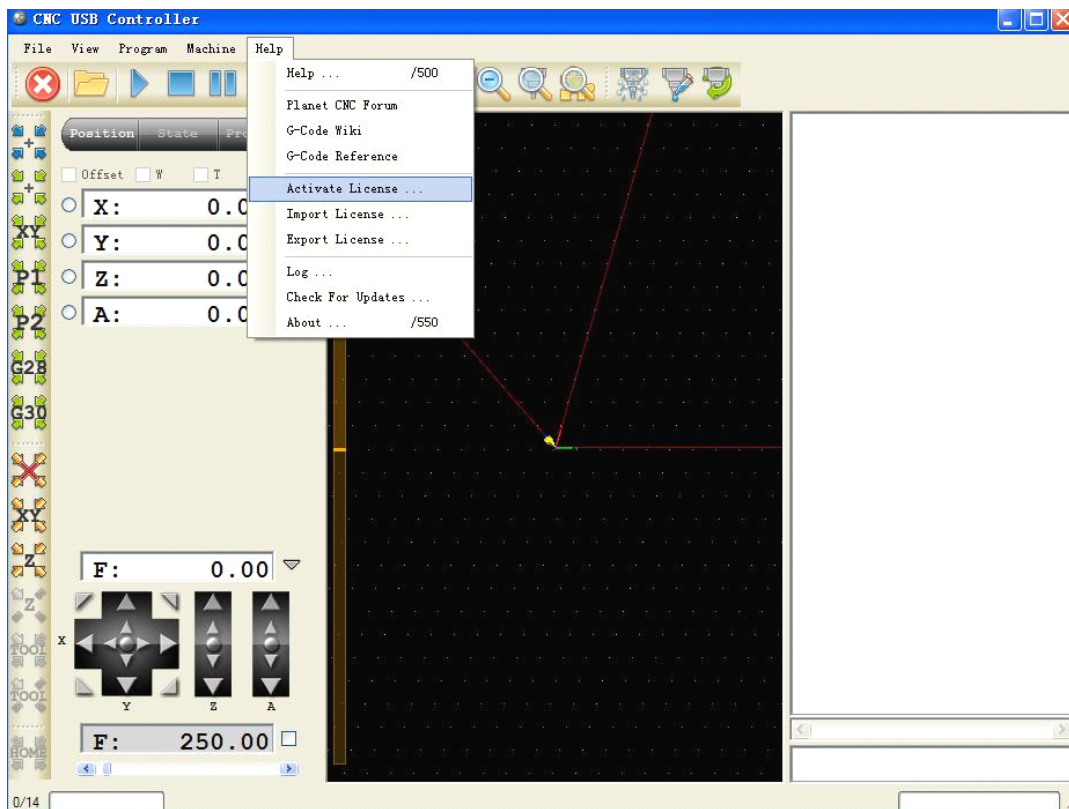 CNC USB Controller
File View Program Machine Help
Help ... /500
Planet CNC Forum
G-Code Wiki
G-Code Reference
Activate License ...
Import License ...
Export License ...
Log ...
Check For Updates ...
About ... /550
Position State
Offset W T
X: 0.0
Y: 0.0
Z: 0.0
A: 0.0
XY
P1
P2
G28
G30
XY
Z
Z
TOOL
TOOL
HOME
F: 0.00
X
Y Z A
F: 250.00
0/14